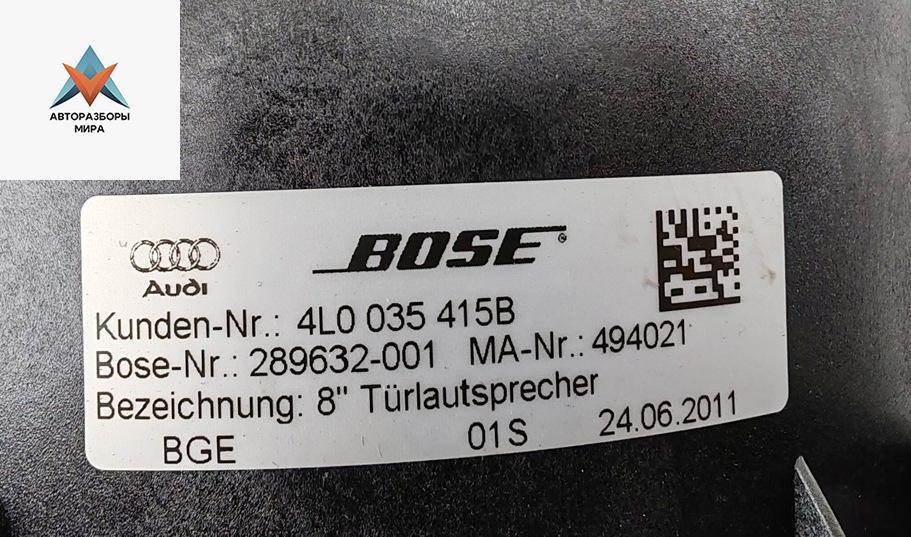 АВТОРАЗБОРЫ
МИРА
Audi
BOSE®
Kunden-Nr.: 4L0 035 415B
Bose-Nr.: 289632-001 MA-Nr.: 494021
Bezeichnung: 8" Türlautsprecher
BGE 01 S 24.06.2011